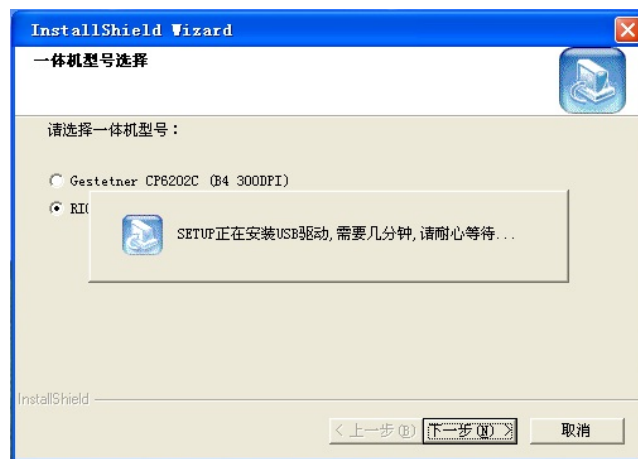 InstallShield Wizard
一体机型号选择
请选择一体机型号：
Gestetner CP6202C (B4 300DPI)
SETUP正在安装USB驱动,需要几分钟,请耐心等待...
InstallShield
< 上一步(B) 下一步(N) > 取消